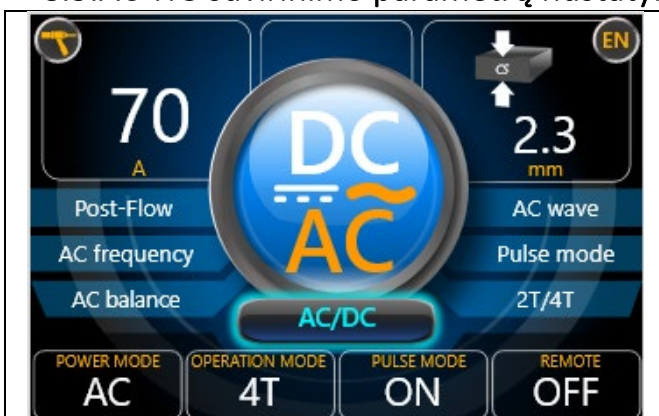 EN
cs
70
A
2.3
mm
DC
AC
Post-Flow
AC frequency
AC balance
AC wave
Pulse mode
2T/4T
AC/DC
POWER MODE
AC
OPERATION MODE
4T
PULSE MODE
ON
REMOTE
OFF